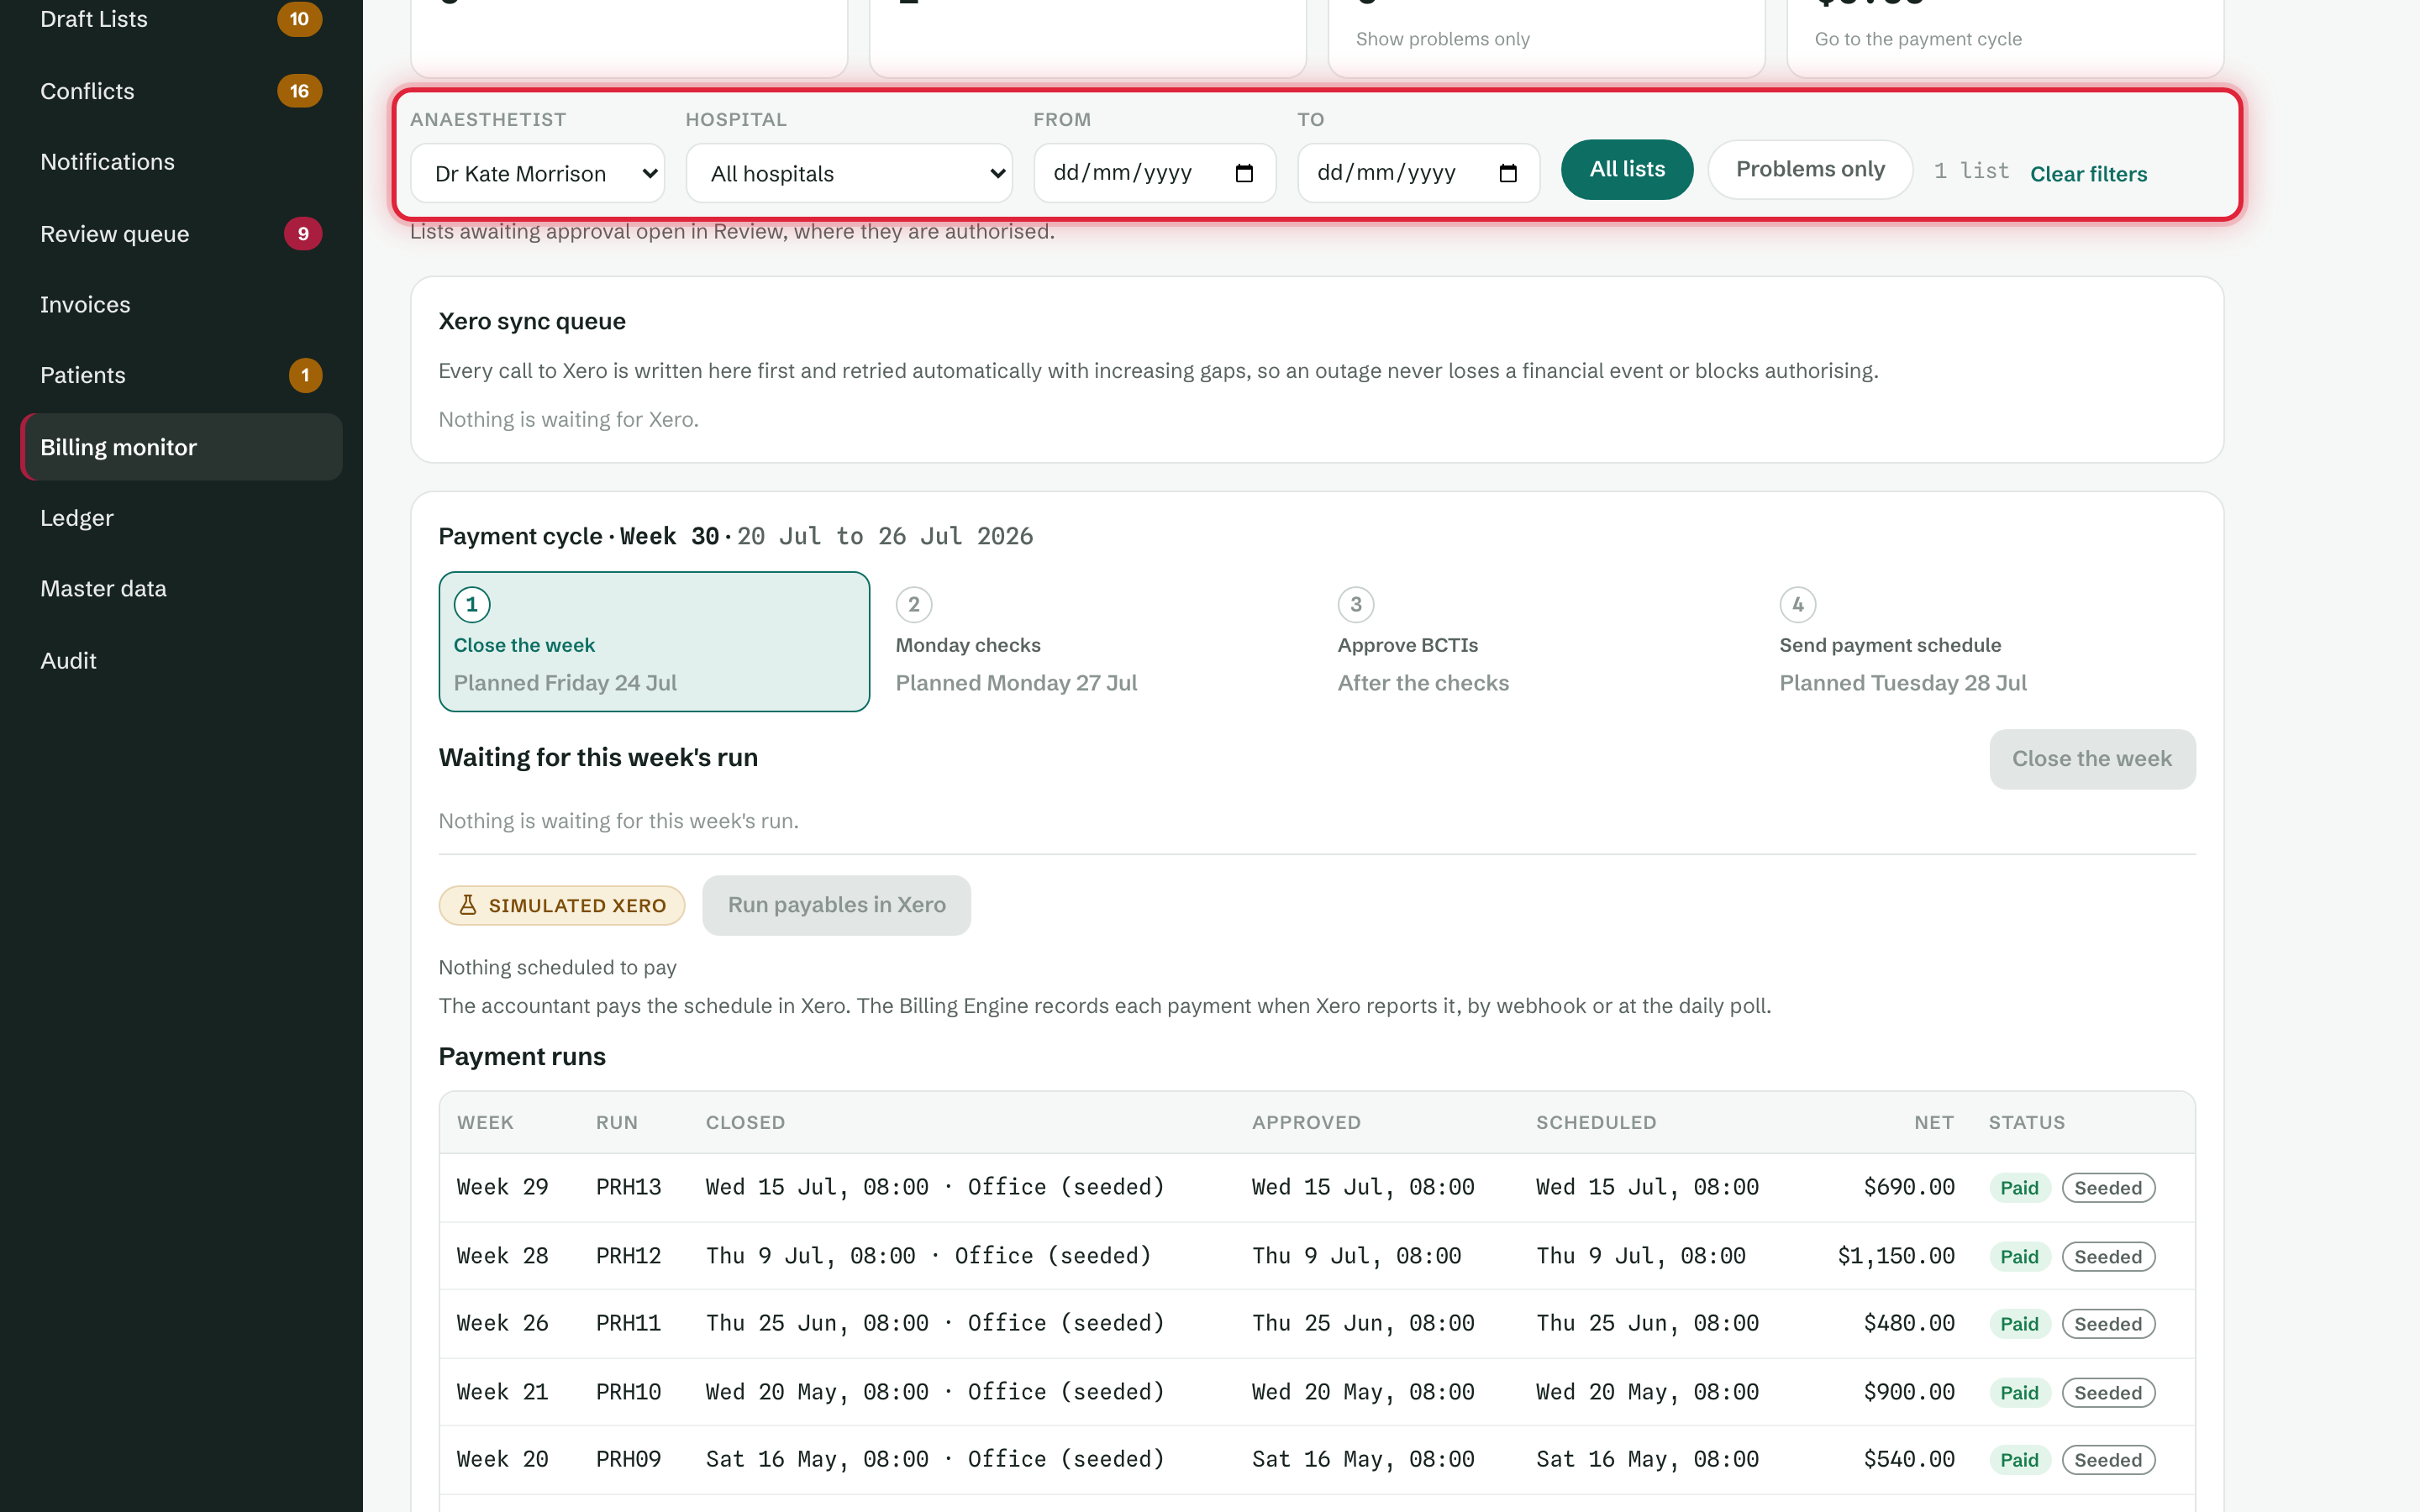 Draft Lists 10
Conflicts 16
Notifications
Review queue 9
Invoices
Patients 1
Billing monitor
Ledger
Master data
Audit
Show problems only
Go to the payment cycle
ANAESTHETIST HOSPITAL FROM TO
Dr Kate Morrison All hospitals dd/mm/yyyy dd/mm/yyyy All lists Problems only 1 list Clear filters
Lists awaiting approval open in Review, where they are authorised.
Xero sync queue
Every call to Xero is written here first and retried automatically with increasing gaps, so an outage never loses a financial event or blocks authorising.
Nothing is waiting for Xero.
Payment cycle · Week 30 · 20 Jul to 26 Jul 2026
1 2 3 4
Close the week Monday checks Approve BCTIs Send payment schedule
Planned Friday 24 Jul Planned Monday 27 Jul After the checks Planned Tuesday 28 Jul
Waiting for this week's run Close the week
Nothing is waiting for this week's run.
SIMULATED XERO Run payables in Xero
Nothing scheduled to pay
The accountant pays the schedule in Xero. The Billing Engine records each payment when Xero reports it, by webhook or at the daily poll.
Payment runs
WEEK RUN CLOSED APPROVED SCHEDULED NET STATUS
Week 29 PRH13 Wed 15 Jul, 08:00 · Office (seeded) Wed 15 Jul, 08:00 Wed 15 Jul, 08:00 $690.00 Paid Seeded
Week 28 PRH12 Thu 9 Jul, 08:00 · Office (seeded) Thu 9 Jul, 08:00 Thu 9 Jul, 08:00 $1,150.00 Paid Seeded
Week 26 PRH11 Thu 25 Jun, 08:00 · Office (seeded) Thu 25 Jun, 08:00 Thu 25 Jun, 08:00 $480.00 Paid Seeded
Week 21 PRH10 Wed 20 May, 08:00 · Office (seeded) Wed 20 May, 08:00 Wed 20 May, 08:00 $900.00 Paid Seeded
Week 20 PRH09 Sat 16 May, 08:00 · Office (seeded) Sat 16 May, 08:00 Sat 16 May, 08:00 $540.00 Paid Seeded